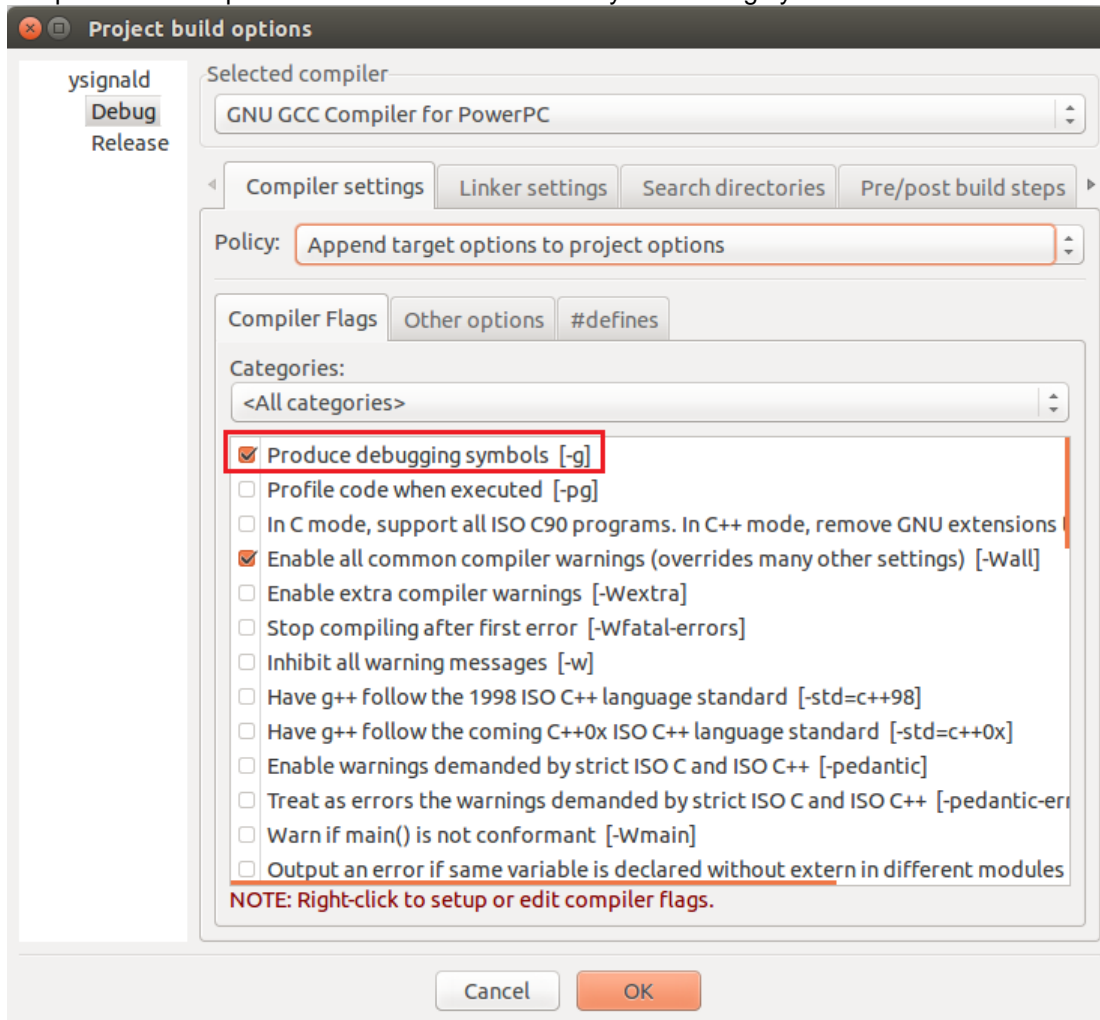 Project build options
ysignald
Debug
Release
Selected compiler
GNU GCC Compiler for PowerPC
Compiler settings
Linker settings
Search directories
Pre/post build steps
Policy:
Append target options to project options
Compiler Flags
Other options
#defines
Categories:
<All categories>
Produce debugging symbols [-g]
Profile code when executed [-pg]
In C mode, support all ISO C90 programs. In C++ mode, remove GNU extensions
Enable all common compiler warnings (overrides many other settings) [-Wall]
Enable extra compiler warnings [-Wextra]
Stop compiling after first error [-Wfatal-errors]
Inhibit all warning messages [-w]
Have g++ follow the 1998 ISO C++ language standard [-std=c++98]
Have g++ follow the coming C++0x ISO C++ language standard [-std=c++0x]
Enable warnings demanded by strict ISO C and ISO C++ [-pedantic]
Treat as errors the warnings demanded by strict ISO C and ISO C++ [-pedantic-err
Warn if main() is not conformant [-Wmain]
Output an error if same variable is declared without extern in different modules
NOTE: Right-click to setup or edit compiler flags.
Cancel
OK